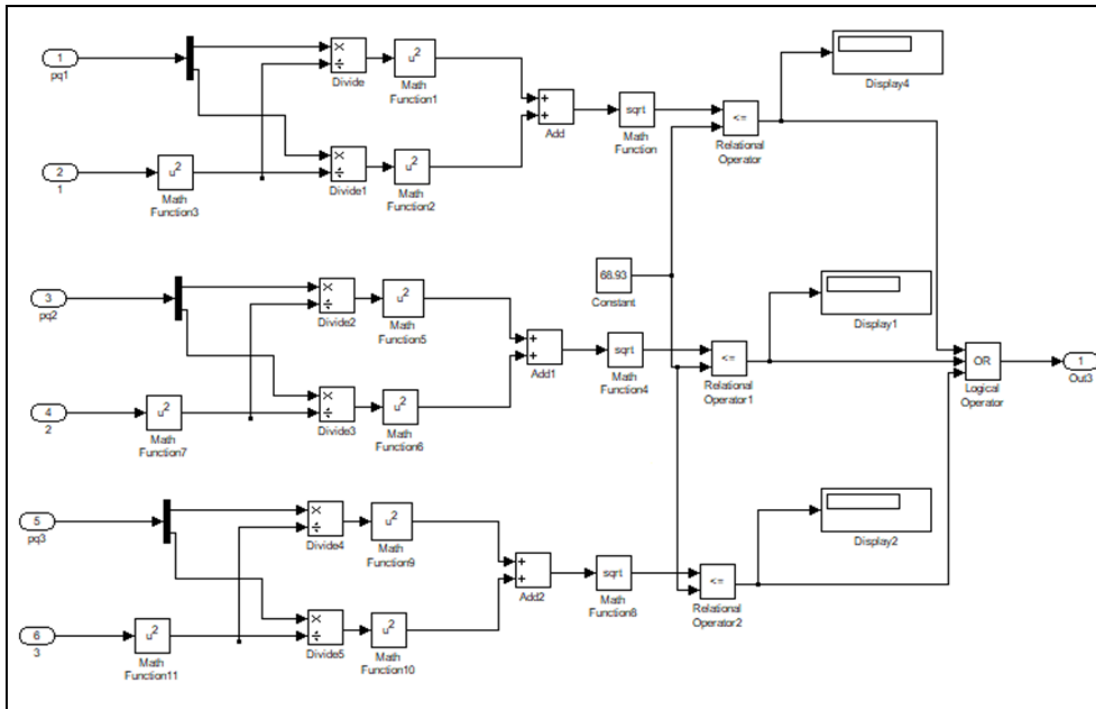 1
pq1
×
÷
Divide
u²
Math
Function1
+
+
Add
sqrt
Math
Function
<=
Relational
Operator
Display4
2
1
u²
Math
Function3
×
÷
Divide1
u²
Math
Function2
68.93
Constant
3
pq2
×
÷
Divide2
u²
Math
Function5
+
+
Add1
sqrt
Math
Function4
<=
Relational
Operator1
Display1
OR
Logical
Operator
1
Out3
4
2
u²
Math
Function7
×
÷
Divide3
u²
Math
Function6
5
pq3
×
÷
Divide4
u²
Math
Function9
+
+
Add2
sqrt
Math
Function8
<=
Relational
Operator2
Display2
6
3
u²
Math
Function11
×
÷
Divide5
u²
Math
Function10